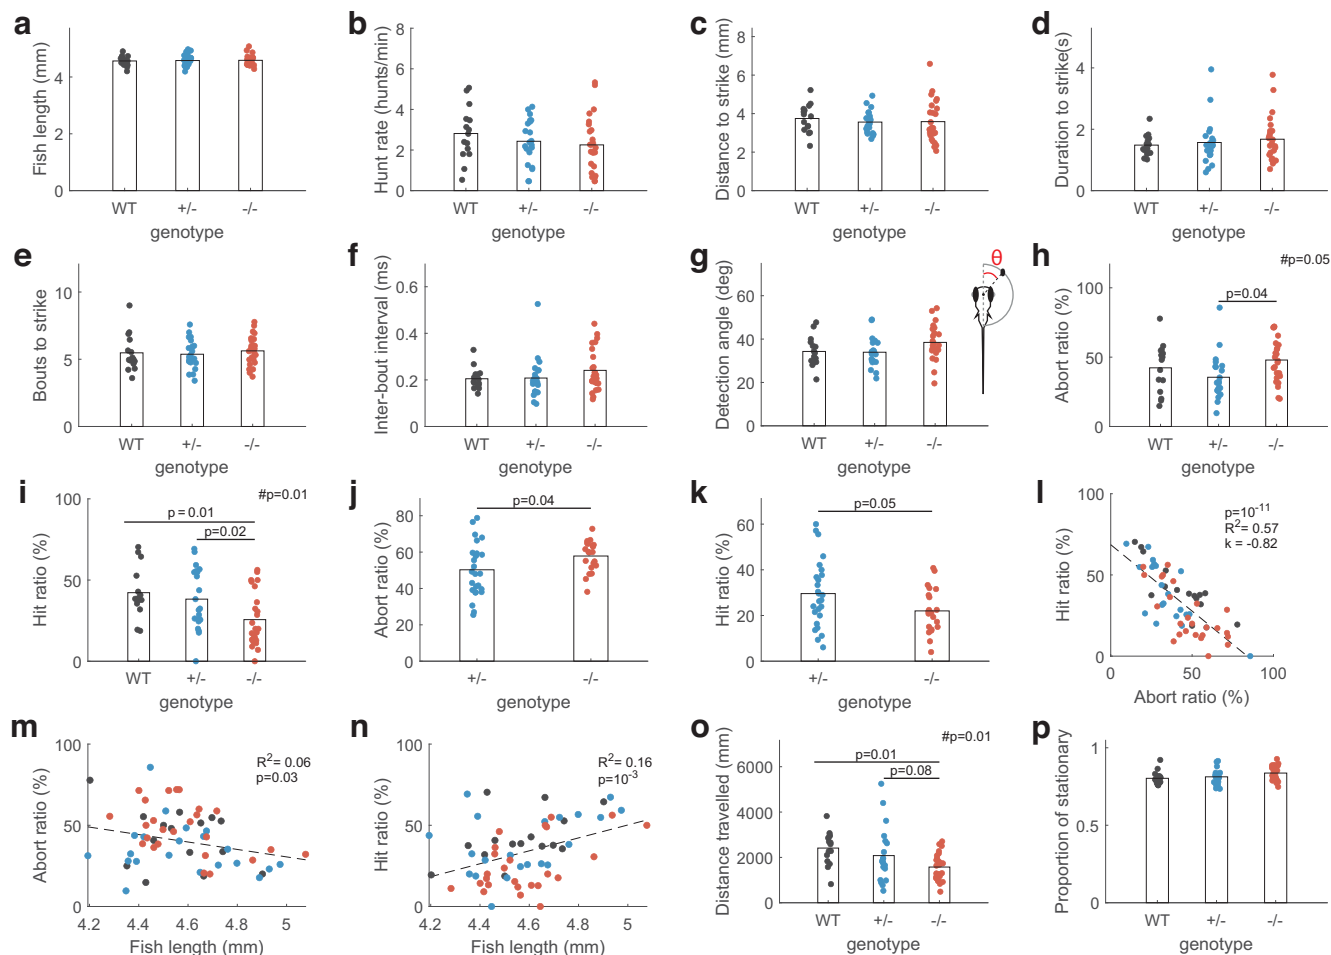 a
Fish length (mm)
4
2
0
WT +/- -/-
genotype
b
Hunt rate (hunts/min)
8
6
4
2
0
WT +/- -/-
genotype
c
Distance to strike (mm)
8
6
4
2
0
WT +/- -/-
genotype
d
Duration to strike(s)
4
2
0
WT +/- -/-
genotype
e
Bouts to strike
10
5
0
WT +/- -/-
genotype
f
Inter-bout interval (ms)
0.6
0.4
0.2
0
WT +/- -/-
genotype
g
Detection angle (deg)
60
40
20
0
θ
WT +/- -/-
genotype
h
#p=0.05
p=0.04
Abort ratio (%)
100
50
0
WT +/- -/-
genotype
i
#p=0.01
p = 0.01
p=0.02
Hit ratio (%)
100
50
0
WT +/- -/-
genotype
j
p=0.04
Abort ratio (%)
80
60
40
20
0
+/- -/-
genotype
k
p=0.05
Hit ratio (%)
60
40
20
0
+/- -/-
genotype
l
p=10⁻¹¹
R²= 0.57
k = -0.82
Hit ratio (%)
100
50
0
0 50 100
Abort ratio (%)
m
R²= 0.06
p=0.03
Abort ratio (%)
100
50
0
4.2 4.4 4.6 4.8 5
Fish length (mm)
n
R²= 0.16
p=10⁻³
Hit ratio (%)
100
50
0
4.2 4.4 4.6 4.8 5
Fish length (mm)
o
#p=0.01
p=0.01
p=0.08
Distance travelled (mm)
6000
4000
2000
0
WT +/- -/-
genotype
p
Proportion of stationary
1
0.5
0
WT +/- -/-
genotype